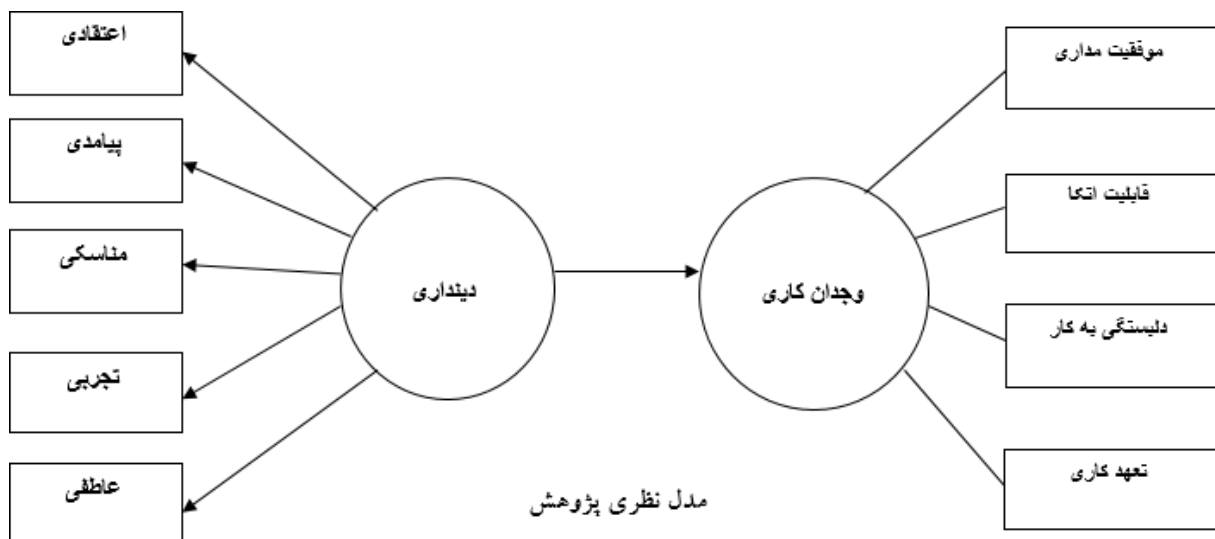 اعتقادی
پیامدی
مناسکی
تجربی
عاطفی
دینداری
وجدان کاری
موفقیت مداری
قابلیت اتکا
دلبستگی به کار
تعهد کاری
مدل نظری پژوهش